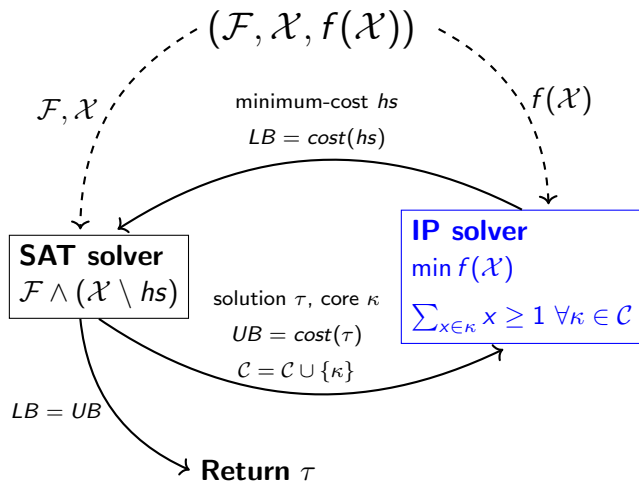 (ℱ, 𝒳, f(𝒳))
ℱ, 𝒳
f(𝒳)
minimum-cost hs
LB = cost(hs)
SAT solver
ℱ ∧ (𝒳 \ hs)
IP solver
min f(𝒳)
∑ₓ∈κ x ≥ 1 ∀κ ∈ 𝒞
solution τ, core κ
UB = cost(τ)
𝒞 = 𝒞 ∪ {κ}
LB = UB
Return τ